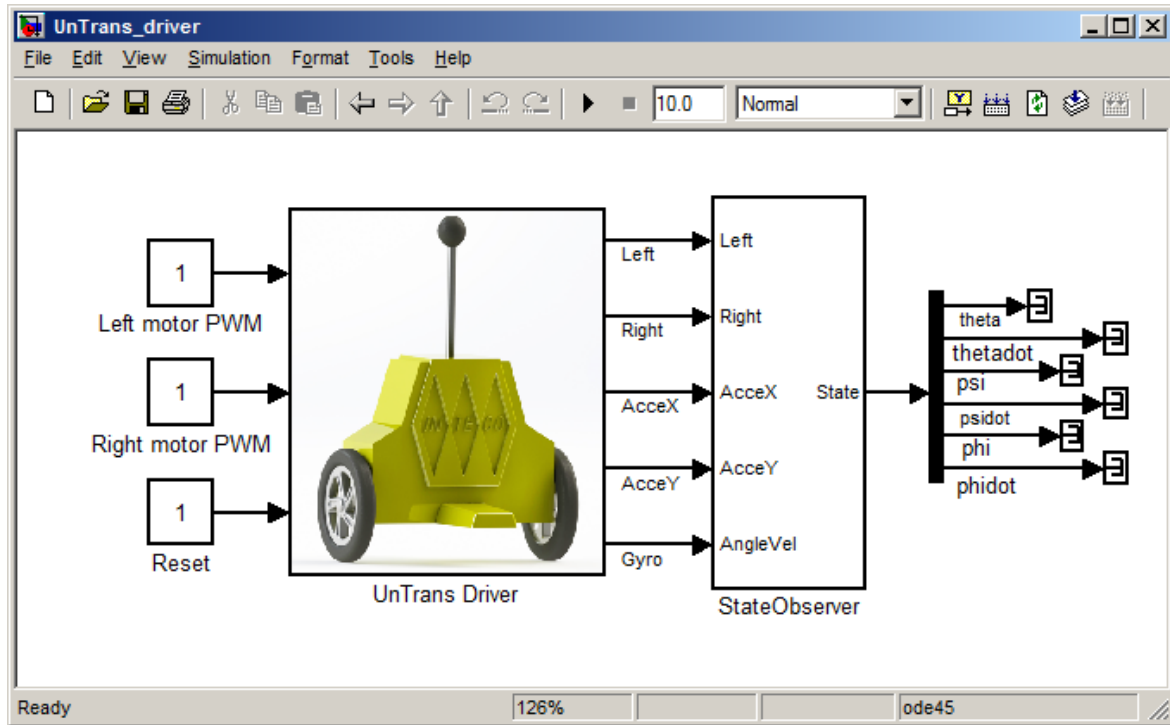 UnTrans_driver
File Edit View Simulation Format Tools Help
10.0 Normal
1
Left motor PWM
1
Right motor PWM
1
Reset
INTECO
UnTrans Driver
Left
Right
AcceX
AcceY
Gyro
Left
Right
AcceX
State
AcceY
AngleVel
StateObserver
theta
thetadot
psi
psidot
phi
phidot
Ready 126% ode45